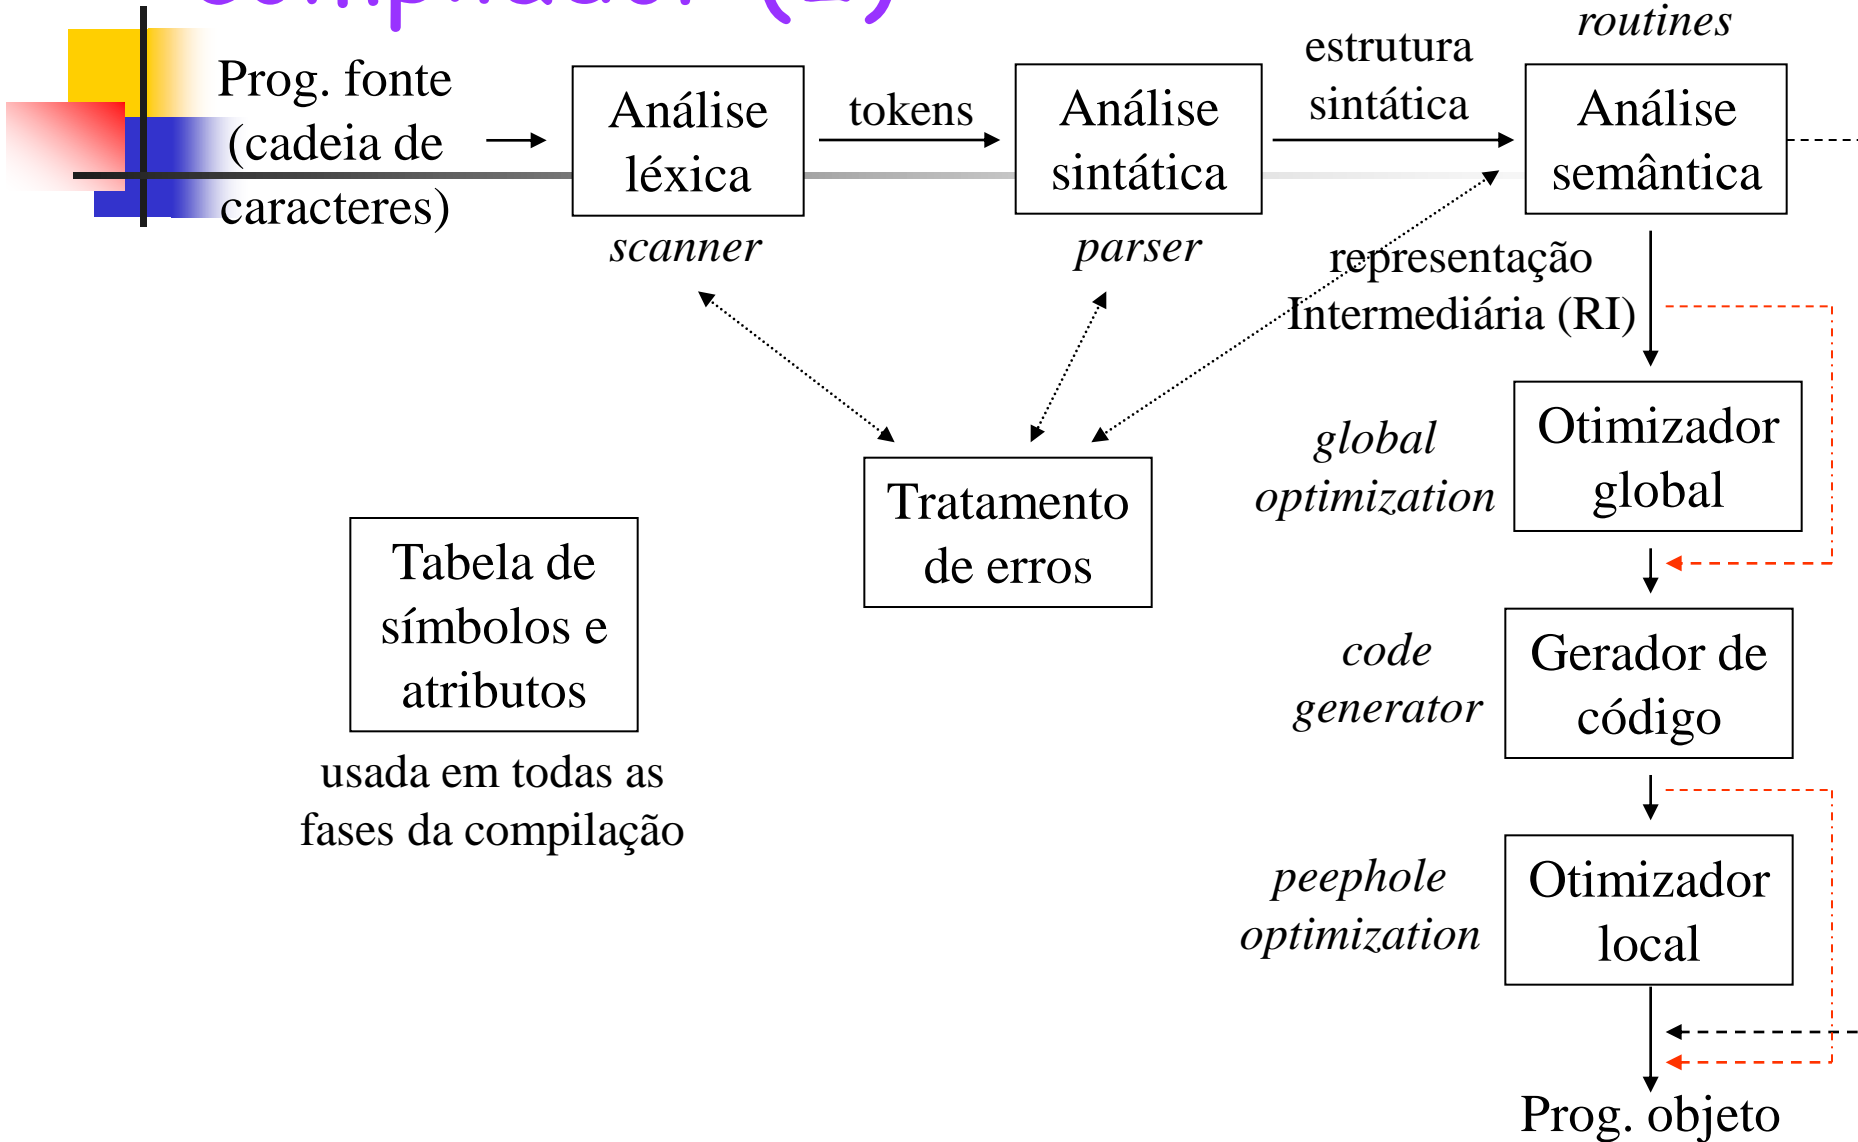 compilador (2)
routines
Prog. fonte
(cadeia de
caracteres)
Análise
léxica
scanner
tokens
Análise
sintática
parser
estrutura
sintática
Análise
semântica
representação
Intermediária (RI)
Otimizador
global
global
optimization
Tratamento
de erros
Tabela de
símbolos e
atributos
usada em todas as
fases da compilação
code
generator
Gerador de
código
peephole
optimization
Otimizador
local
Prog. objeto